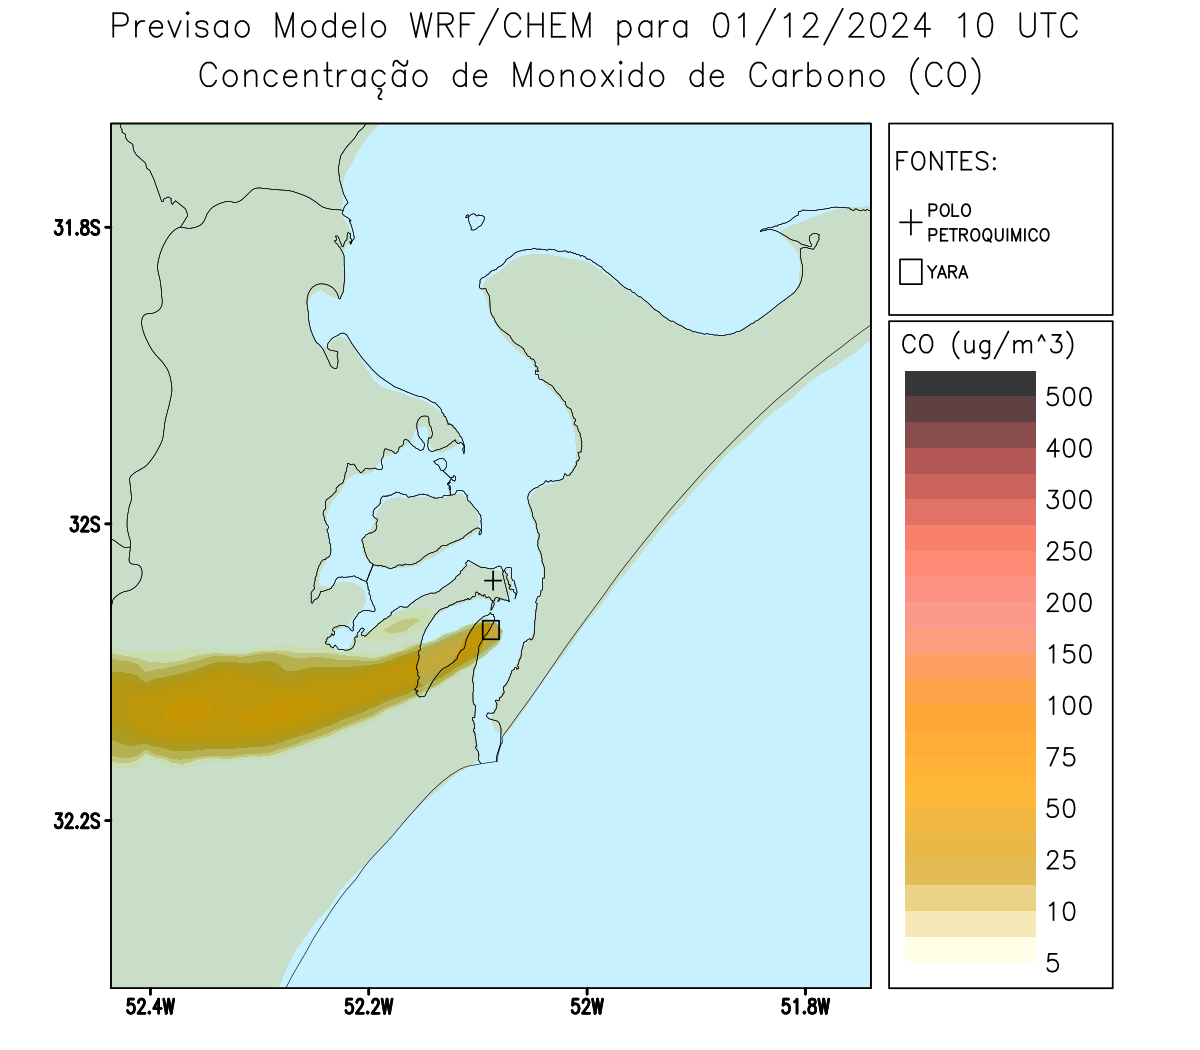 Previsao Modelo WRF/CHEM para 01/12/2024 10 UTC
Concentração de Monoxido de Carbono (CO)
FONTES:
POLO
PETROQUIMICO
YARA
CO (ug/m^3)
500
400
300
250
200
150
100
75
50
25
10
5
31.8S
32S
32.2S
52.4W
52.2W
52W
51.8W